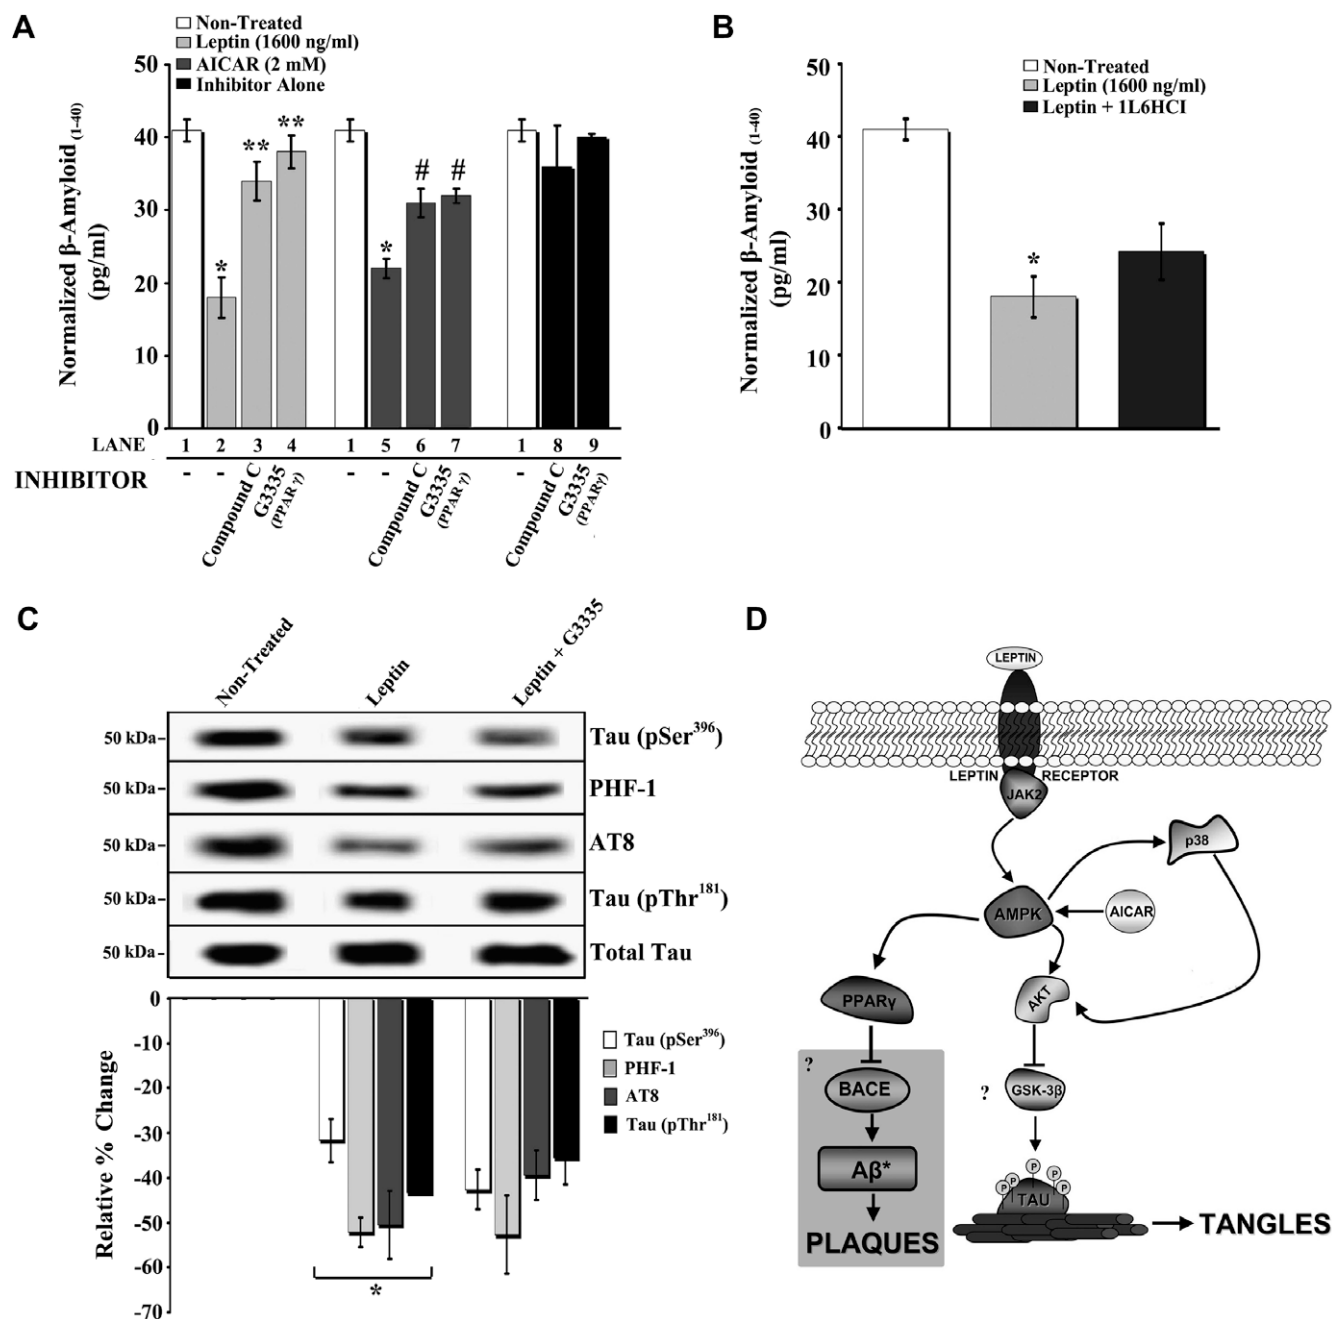 A
Non-Treated
Leptin (1600 ng/ml)
AICAR (2 mM)
Inhibitor Alone
Normalized β-Amyloid (1-40)
(pg/ml)
50
40
30
20
10
0
* ** ** * # #
LANE 1 2 3 4 1 5 6 7 1 8 9
INHIBITOR - - Compound C G3335 (PPAR γ) - - Compound C G3335 (PPAR γ) - Compound C G3335 (PPARγ)
B
Non-Treated
Leptin (1600 ng/ml)
Leptin + 1L6HCI
Normalized β-Amyloid (1-40)
(pg/ml)
50
40
30
20
10
0
*
C
Non-Treated
Leptin
Leptin + G3335
50 kDa- Tau (pSer396)
50 kDa- PHF-1
50 kDa- AT8
50 kDa- Tau (pThr181)
50 kDa- Total Tau
Relative % Change
0
-10
-20
-30
-40
-50
-60
-70
*
Tau (pSer396)
PHF-1
AT8
Tau (pThr181)
D
LEPTIN
LEPTIN RECEPTOR
JAK2
p38
AMPK
AICAR
PPARγ
AKT
?
BACE
? GSK-3β
Aβ*
P P P P P
TAU
PLAQUES
TANGLES